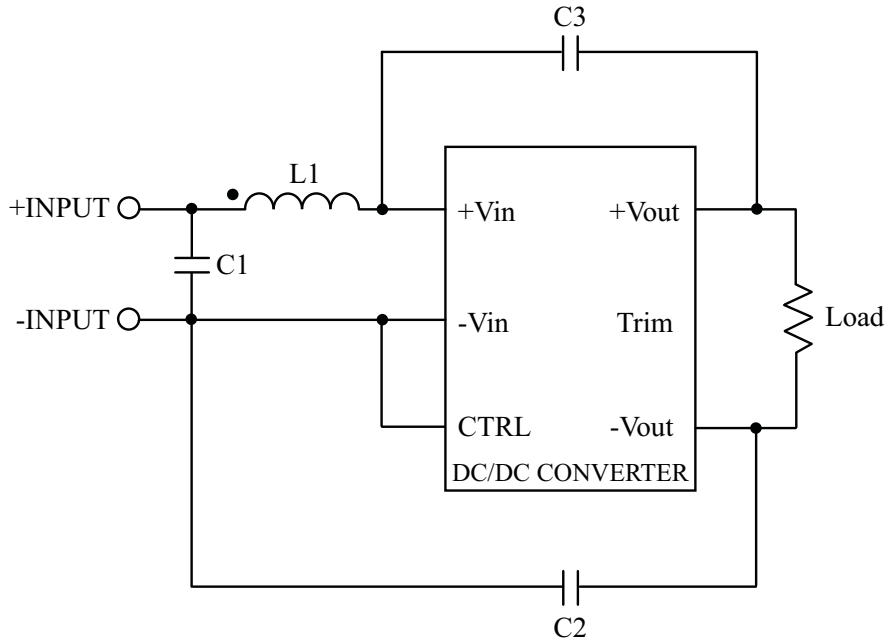 C3
L1
+INPUT
+Vin
+Vout
C1
-INPUT
-Vin
Trim
Load
CTRL
-Vout
DC/DC CONVERTER
C2